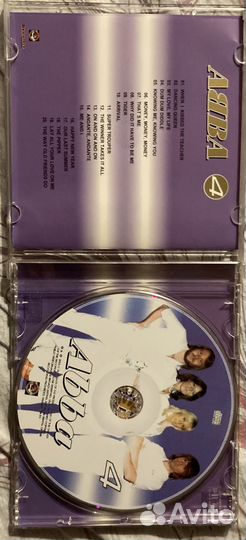 AЯBA
4
01. WHEN I KISSED THE TEACHER
02. DANCING QUEEN
03. MY LOVE, MY LIFE
04. DUM DUM DIDDLE
05. KNOWING ME, KNOWING YOU
06. MONEY, MONEY, MONEY
07. THAT'S ME
08. WHY DID IT HAVE TO BE ME
09. TIGER
10. ARRIVAL
11. SUPER TROUPER
12. THE WINNER TAKES IT ALL
13. ON AND ON AND ON
14. ANDANTE, ANDANTE
15. ME AND I
16. HAPPY NEW YEAR
17. OUR LAST SUMMER
18. THE PIPER
19. LAY ALL YOUR LOVE ON ME
20. THE WAY OLD FRIENDS DO
Abba
4
Avito